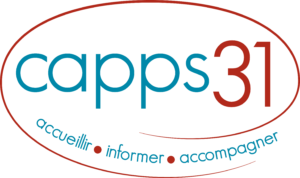 capps31
accueillir • informer • accompagner